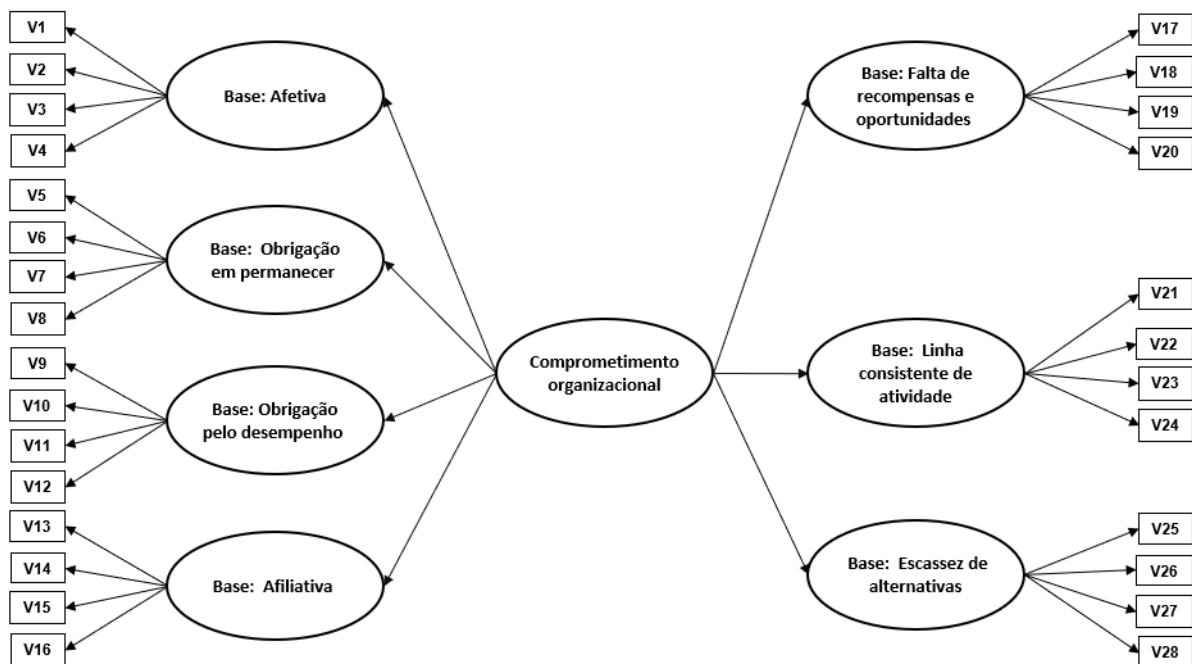 V1
V2
V3
V4
Base: Afetiva
V5
V6
V7
V8
Base: Obrigação
em permanecer
V9
V10
V11
V12
Base: Obrigação
pelo desempenho
V13
V14
V15
V16
Base: Afiliativa
Comprometimento
organizacional
Base: Falta de
recompensas e
oportunidades
V17
V18
V19
V20
Base: Linha
consistente de
atividade
V21
V22
V23
V24
Base: Escassez de
alternativas
V25
V26
V27
V28